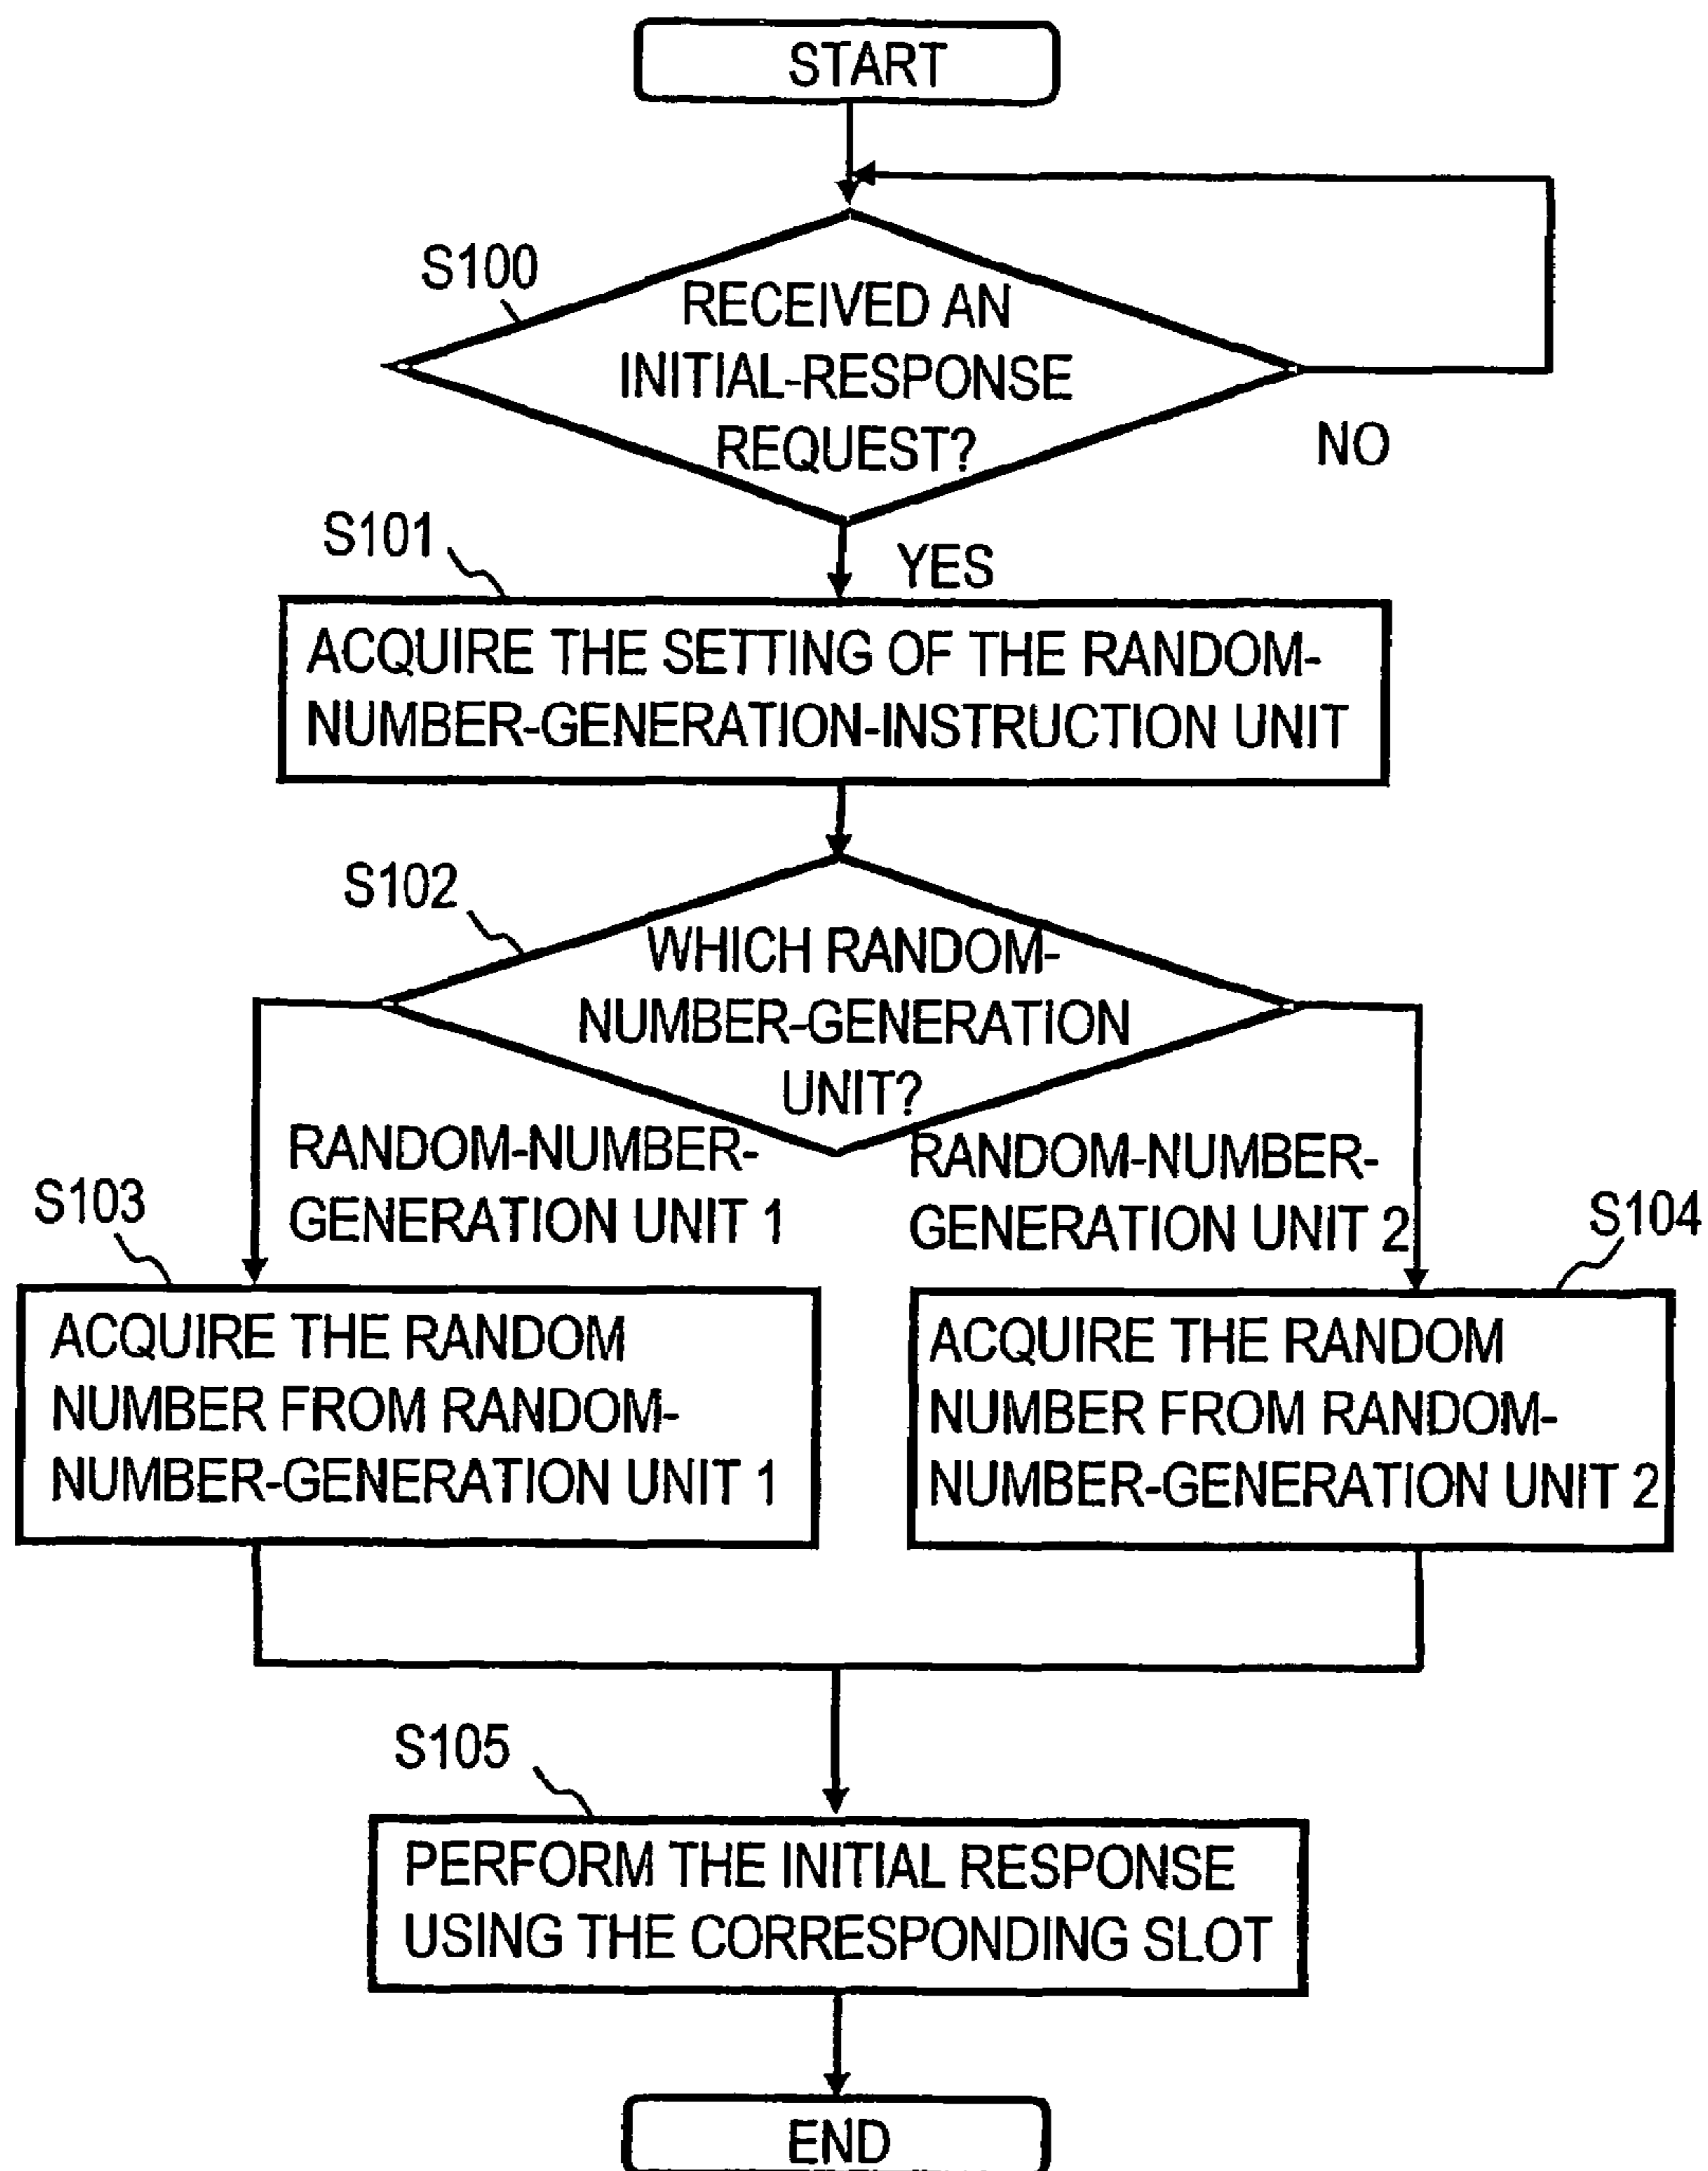 START
S100
RECEIVED AN
INITIAL-RESPONSE
REQUEST?
NO
S101
YES
ACQUIRE THE SETTING OF THE RANDOM-
NUMBER-GENERATION-INSTRUCTION UNIT
S102
WHICH RANDOM-
NUMBER-GENERATION
UNIT?
RANDOM-NUMBER-
GENERATION UNIT 1
RANDOM-NUMBER-
GENERATION UNIT 2
S103
S104
ACQUIRE THE RANDOM
NUMBER FROM RANDOM-
NUMBER-GENERATION UNIT 1
ACQUIRE THE RANDOM
NUMBER FROM RANDOM-
NUMBER-GENERATION UNIT 2
S105
PERFORM THE INITIAL RESPONSE
USING THE CORRESPONDING SLOT
END